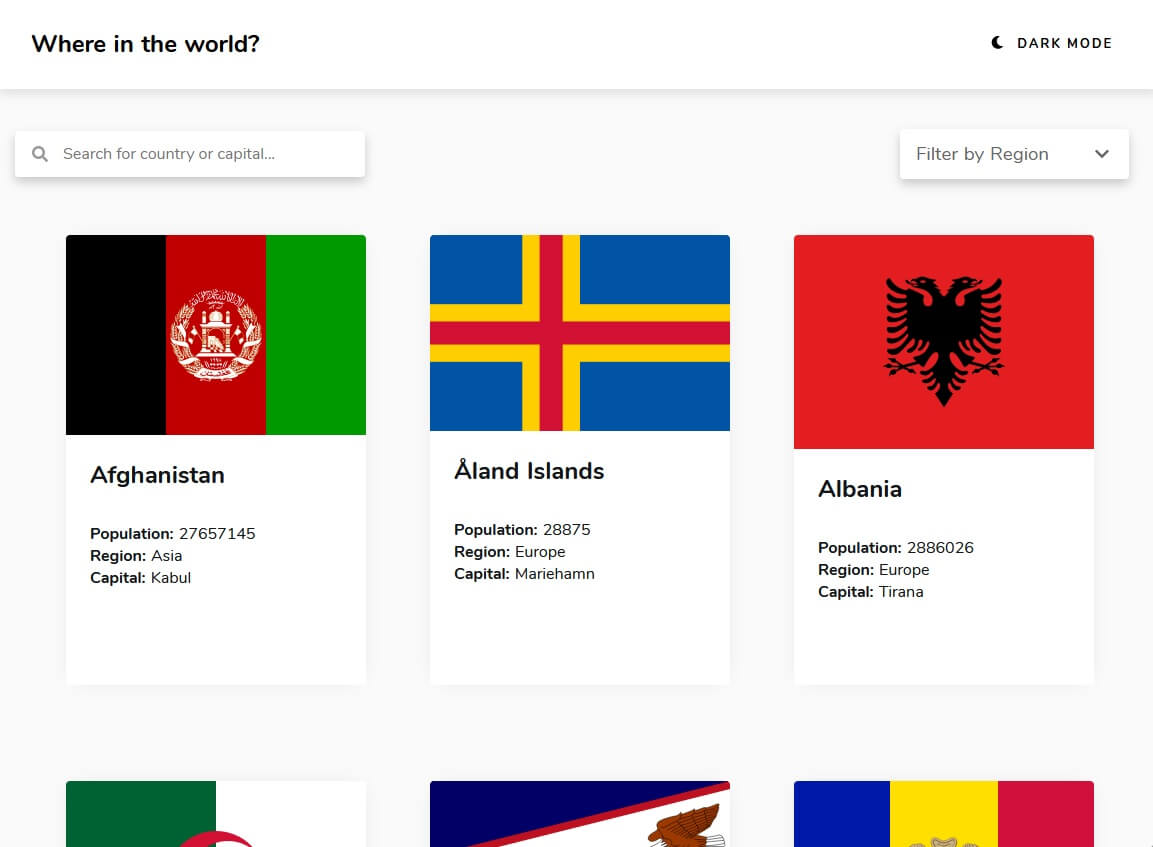 Where in the world?
DARK MODE
Search for country or capital...
Filter by Region
Afghanistan
Population: 27657145
Region: Asia
Capital: Kabul
Åland Islands
Population: 28875
Region: Europe
Capital: Mariehamn
Albania
Population: 2886026
Region: Europe
Capital: Tirana